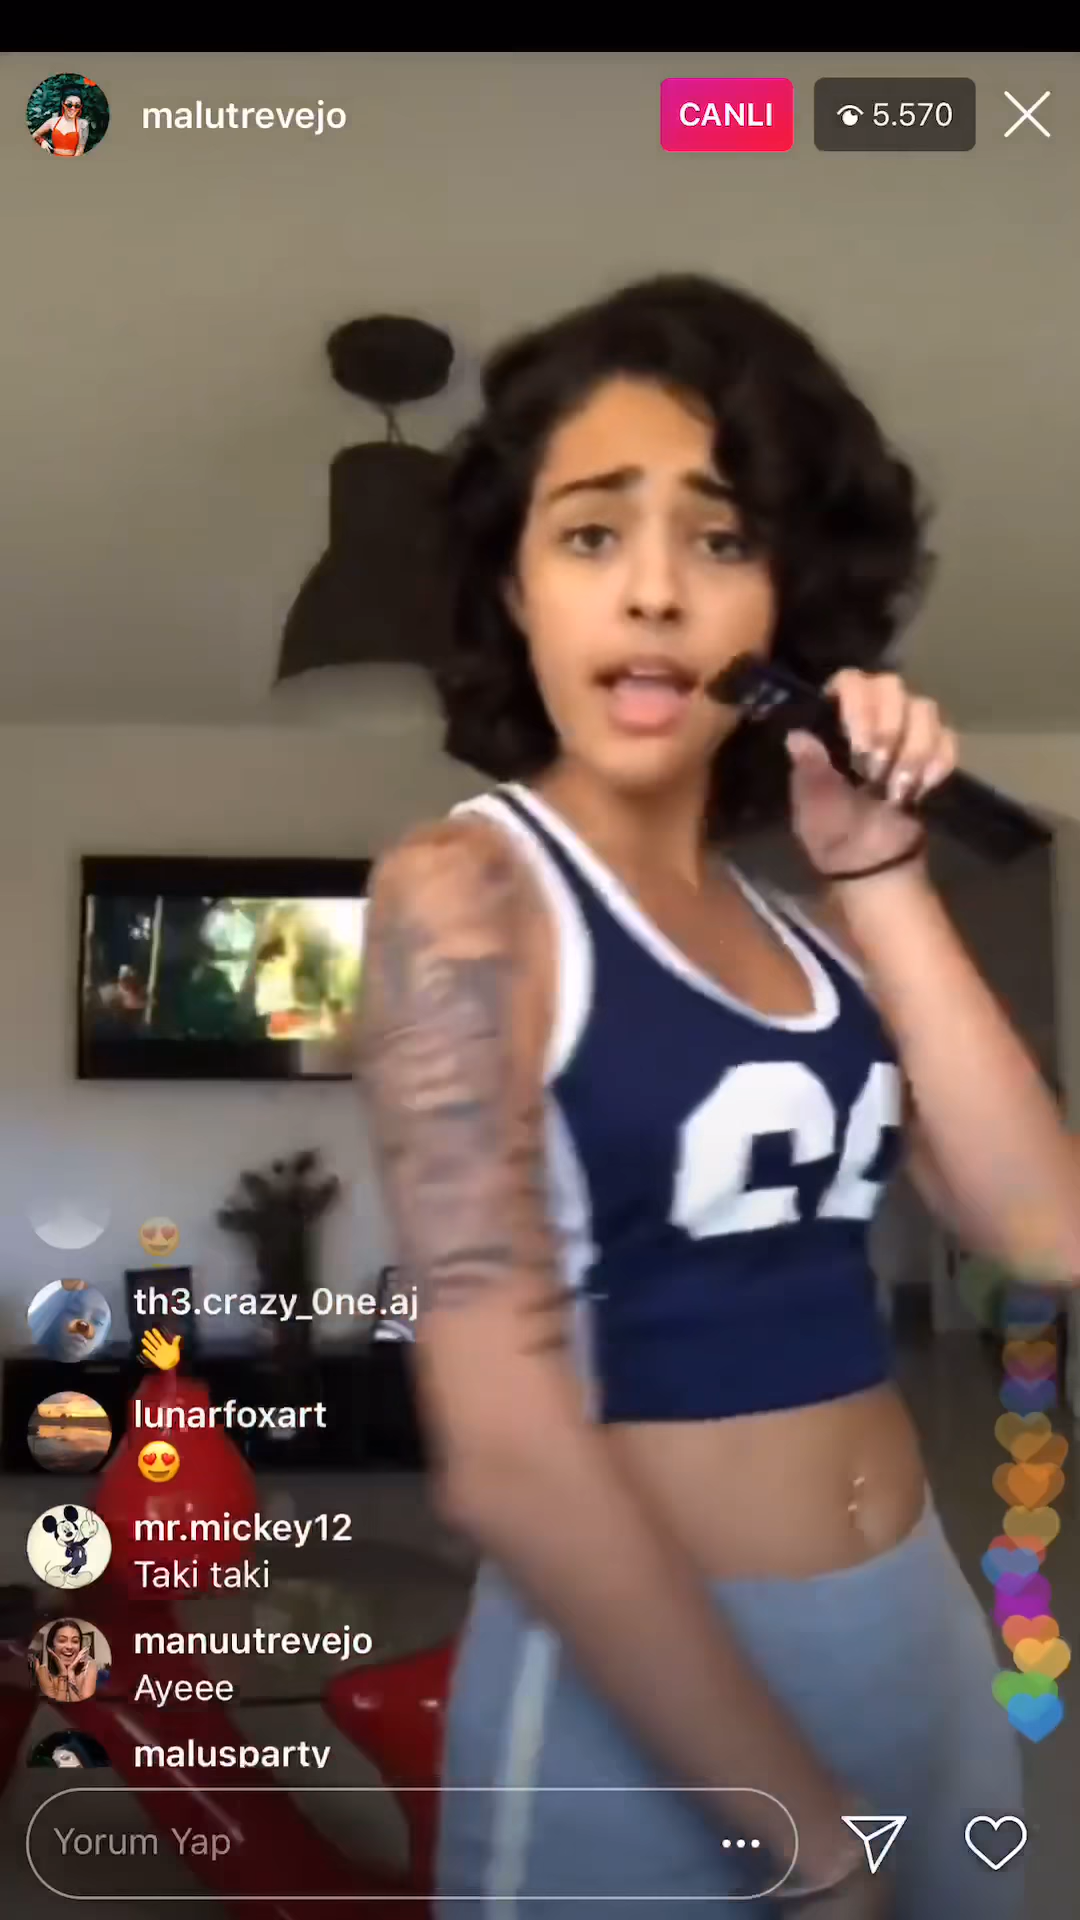 malutrevejo
CANLI
5.570
th3.crazy_0ne.aj
👋
lunarfoxart
😍
mr.mickey12
Taki taki
manuutrevejo
Ayeee
malusparty
Yorum Yap